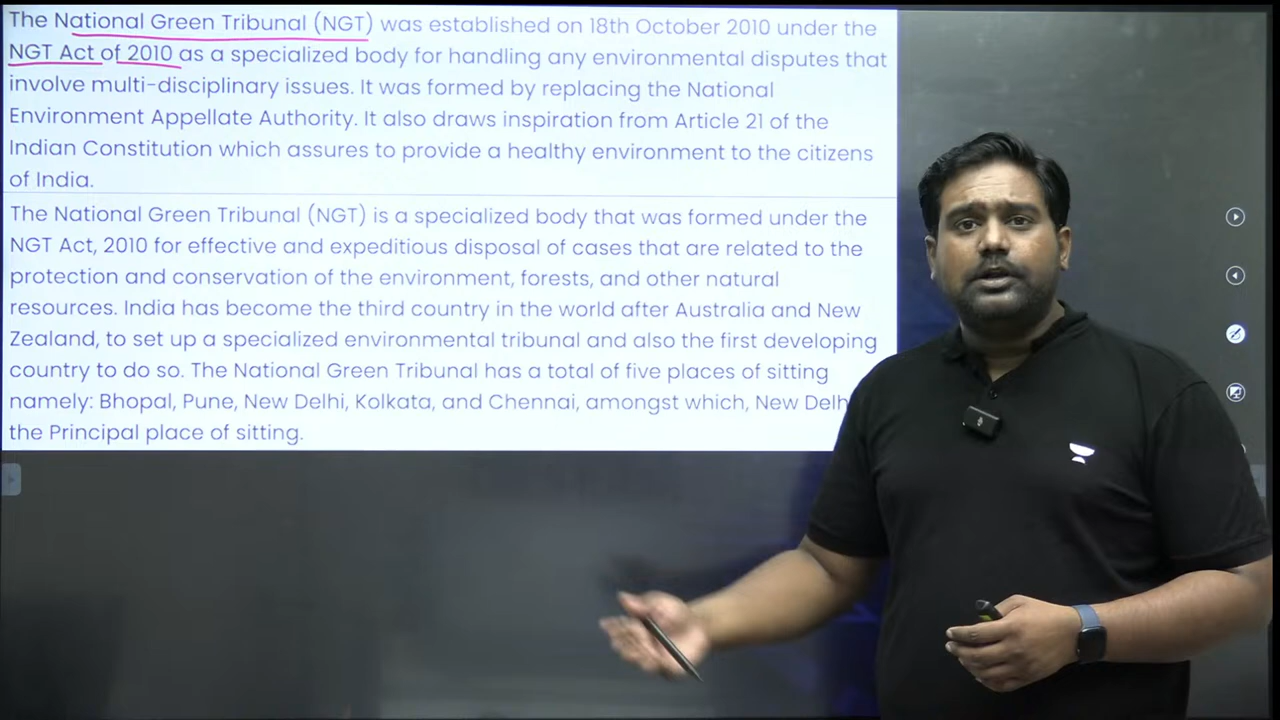 The National Green Tribunal (NGT) was established on 18th October 2010 under the
NGT Act of 2010 as a specialized body for handling any environmental disputes that
involve multi-disciplinary issues. It was formed by replacing the National
Environment Appellate Authority. It also draws inspiration from Article 21 of the
Indian Constitution which assures to provide a healthy environment to the citizens
of India.
The National Green Tribunal (NGT) is a specialized body that was formed under the
NGT Act, 2010 for effective and expeditious disposal of cases that are related to the
protection and conservation of the environment, forests, and other natural
resources. India has become the third country in the world after Australia and New
Zealand, to set up a specialized environmental tribunal and also the first developing
country to do so. The National Green Tribunal has a total of five places of sitting
namely: Bhopal, Pune, New Delhi, Kolkata, and Chennai, amongst which, New Delh
the Principal place of sitting.